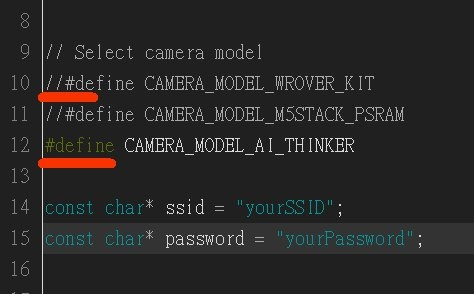 8
9 // Select camera model
10 //#define CAMERA_MODEL_WROVER_KIT
11 //#define CAMERA_MODEL_M5STACK_PSRAM
12 #define CAMERA_MODEL_AI_THINKER
13
14 const char* ssid = "yourSSID";
15 const char* password = "yourPassword";
16
17